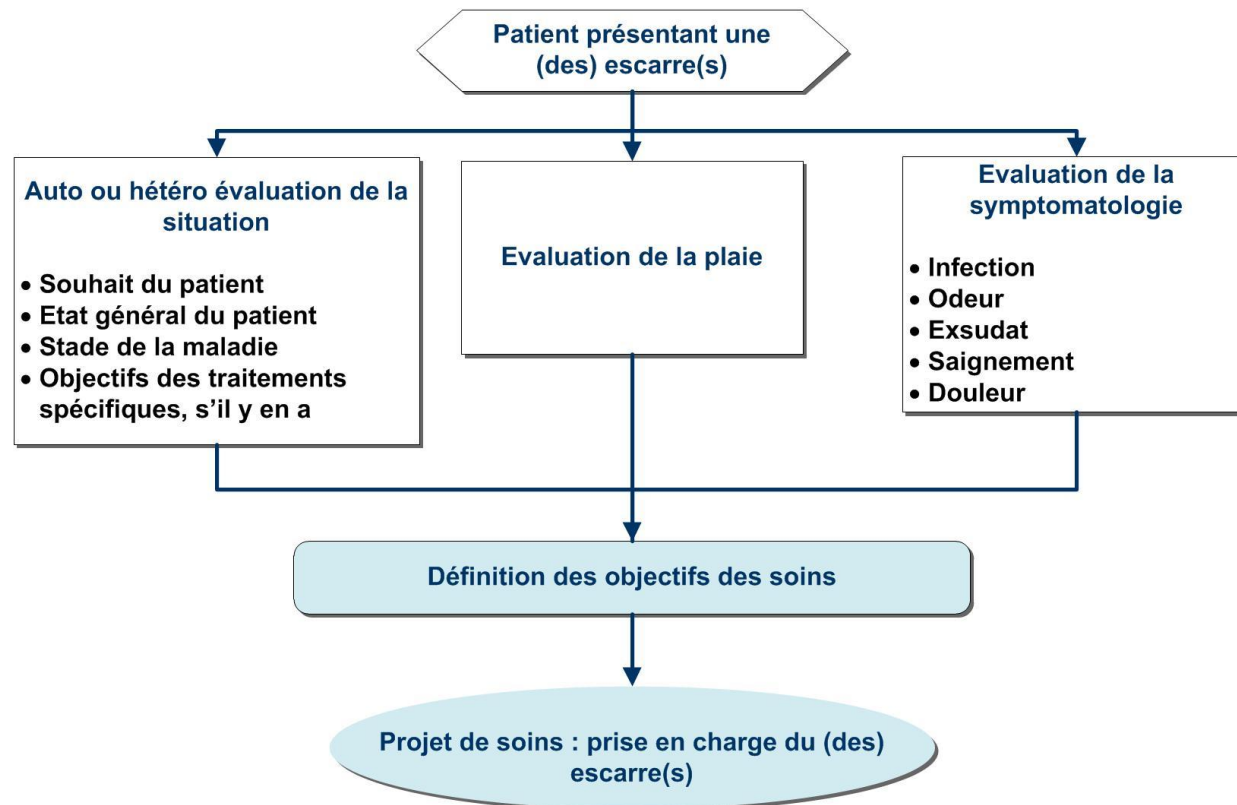 Patient présentant une
(des) escarre(s)
Auto ou hétéro évaluation de la
situation
• Souhait du patient
• Etat général du patient
• Stade de la maladie
• Objectifs des traitements
spécifiques, s’il y en a
Evaluation de la plaie
Evaluation de la
symptomatologie
• Infection
• Odeur
• Exsudat
• Saignement
• Douleur
Définition des objectifs des soins
Projet de soins : prise en charge du (des)
escarre(s)